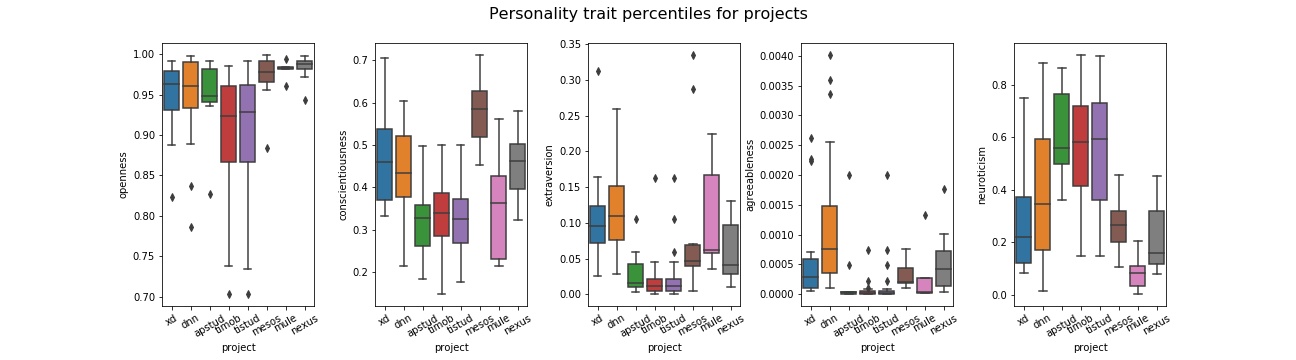 Personality trait percentiles for projects
openness
1.00
0.95
0.90
0.85
0.80
0.75
0.70
xd
dnn
apstud
timob
tistud
mesos
mule
nexus
project
conscientiousness
0.7
0.6
0.5
0.4
0.3
0.2
xd
dnn
apstud
timob
tistud
mesos
mule
nexus
project
extraversion
0.35
0.30
0.25
0.20
0.15
0.10
0.05
0.00
xd
dnn
apstud
timob
tistud
mesos
mule
nexus
project
agreeableness
0.0040
0.0035
0.0030
0.0025
0.0020
0.0015
0.0010
0.0005
0.0000
xd
dnn
apstud
timob
tistud
mesos
mule
nexus
project
neuroticism
0.8
0.6
0.4
0.2
0.0
xd
dnn
apstud
timob
tistud
mesos
mule
nexus
project